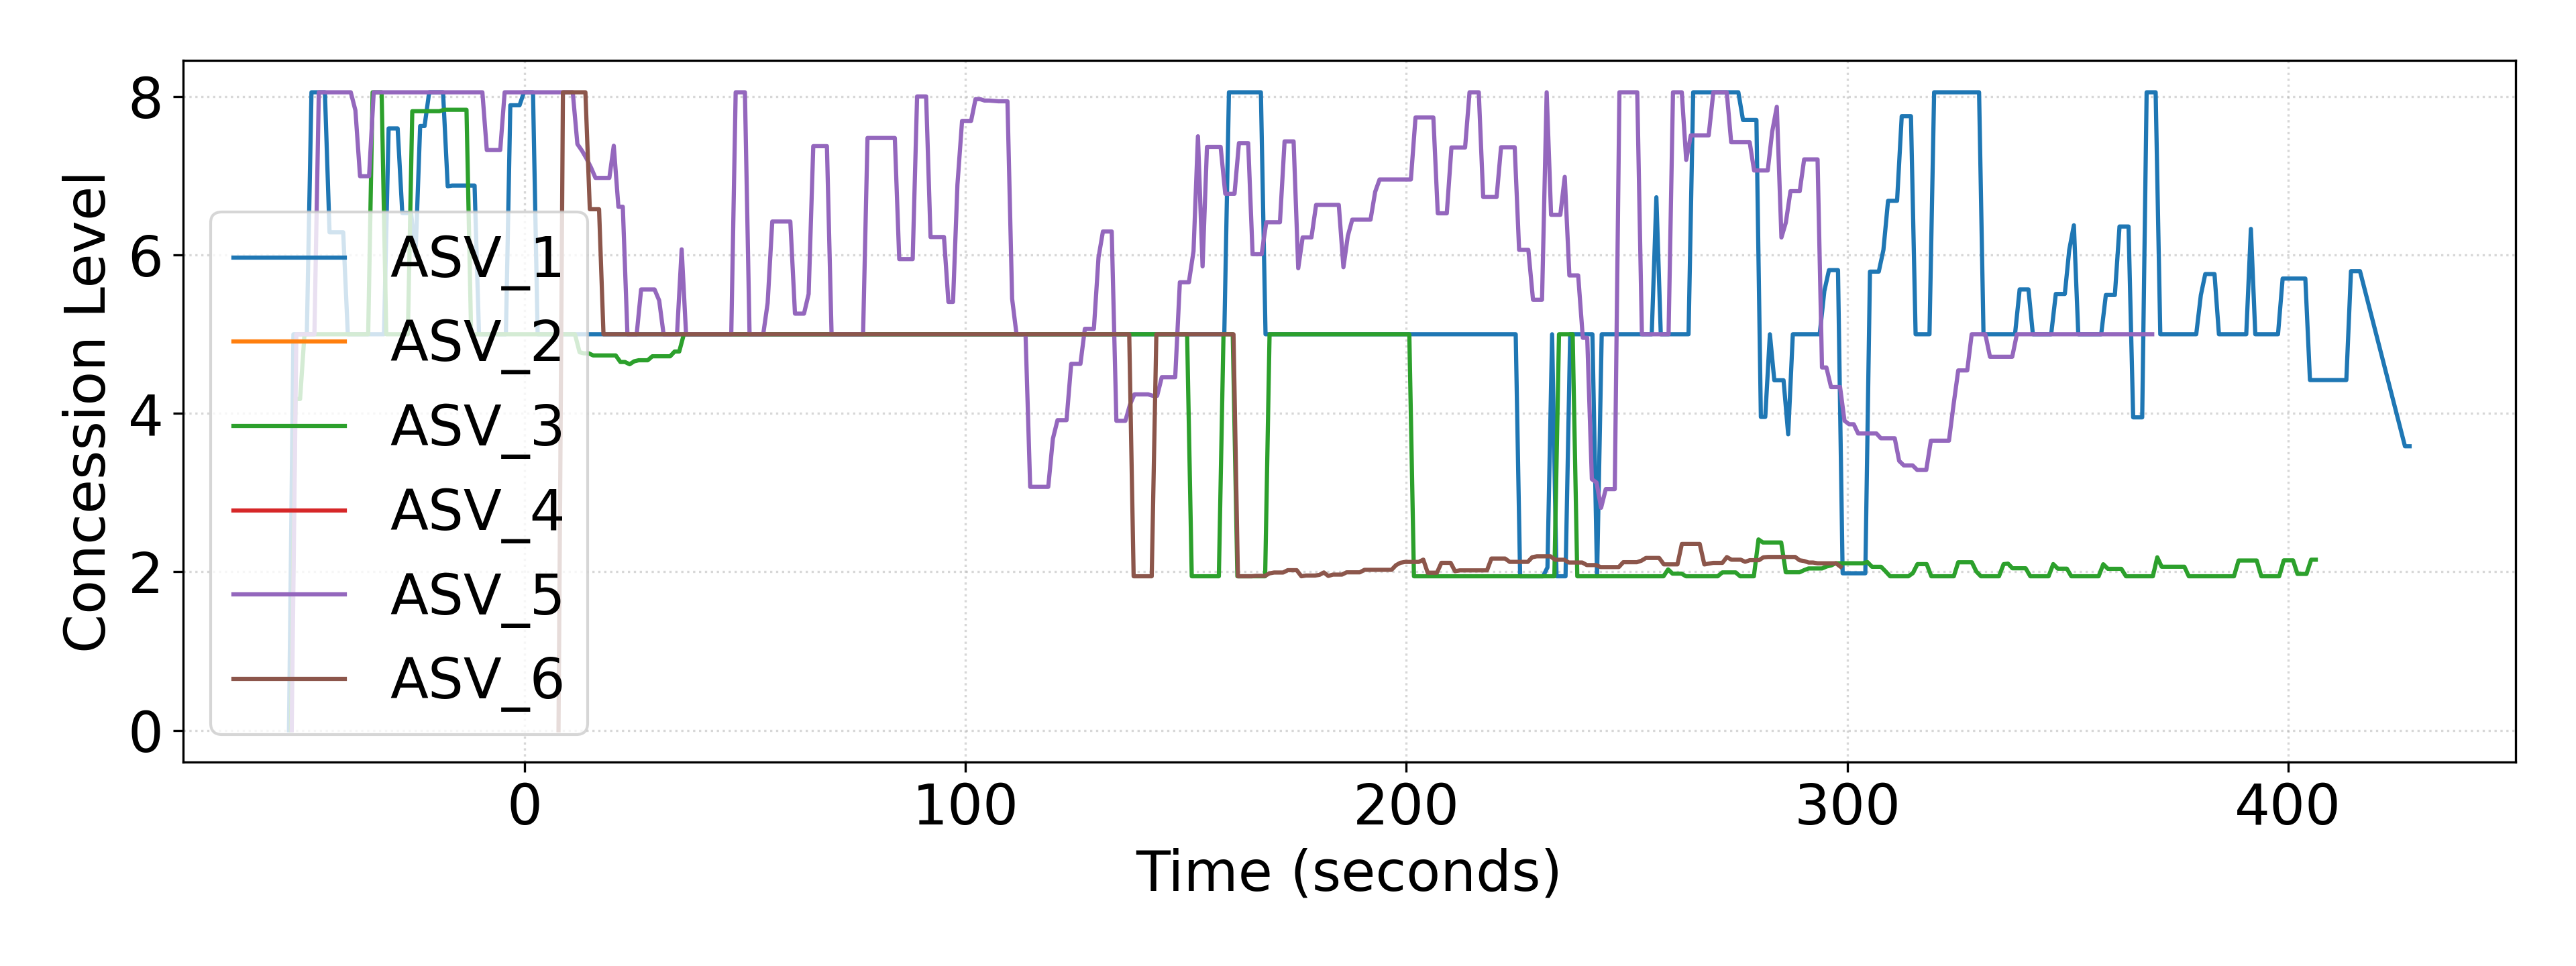 8
6
4
2
0
Concession Level
ASV_1
ASV_2
ASV_3
ASV_4
ASV_5
ASV_6
0 100 200 300 400
Time (seconds)